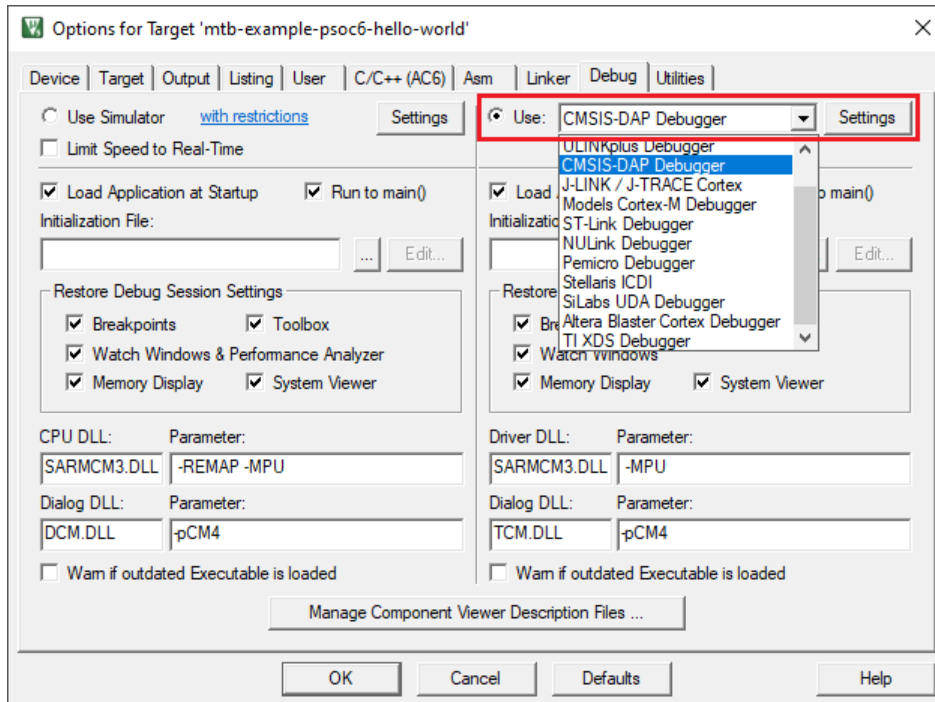 Options for Target 'mtb-example-psoc6-hello-world'
Device Target Output Listing User C/C++ (AC6) Asm Linker Debug Utilities
Use Simulator with restrictions Settings
Limit Speed to Real-Time
Load Application at Startup Run to main()
Initialization File:
... Edit...
Restore Debug Session Settings
Breakpoints Toolbox
Watch Windows & Performance Analyzer
Memory Display System Viewer
CPU DLL: Parameter:
SARMCM3.DLL -REMAP -MPU
Dialog DLL: Parameter:
DCM.DLL -pCM4
Warn if outdated Executable is loaded
Use: CMSIS-DAP Debugger Settings
ULINKplus Debugger
CMSIS-DAP Debugger
J-LINK / J-TRACE Cortex
Models Cortex-M Debugger
ST-Link Debugger
NULink Debugger
Pemicro Debugger
Stellaris ICDI
SiLabs UDA Debugger
Altera Blaster Cortex Debugger
TI XDS Debugger
Load main()
Edit...
Restore
Watch Windows
Memory Display System Viewer
Driver DLL: Parameter:
SARMCM3.DLL -MPU
Dialog DLL: Parameter:
TCM.DLL -pCM4
Warn if outdated Executable is loaded
Manage Component Viewer Description Files ...
OK Cancel Defaults Help